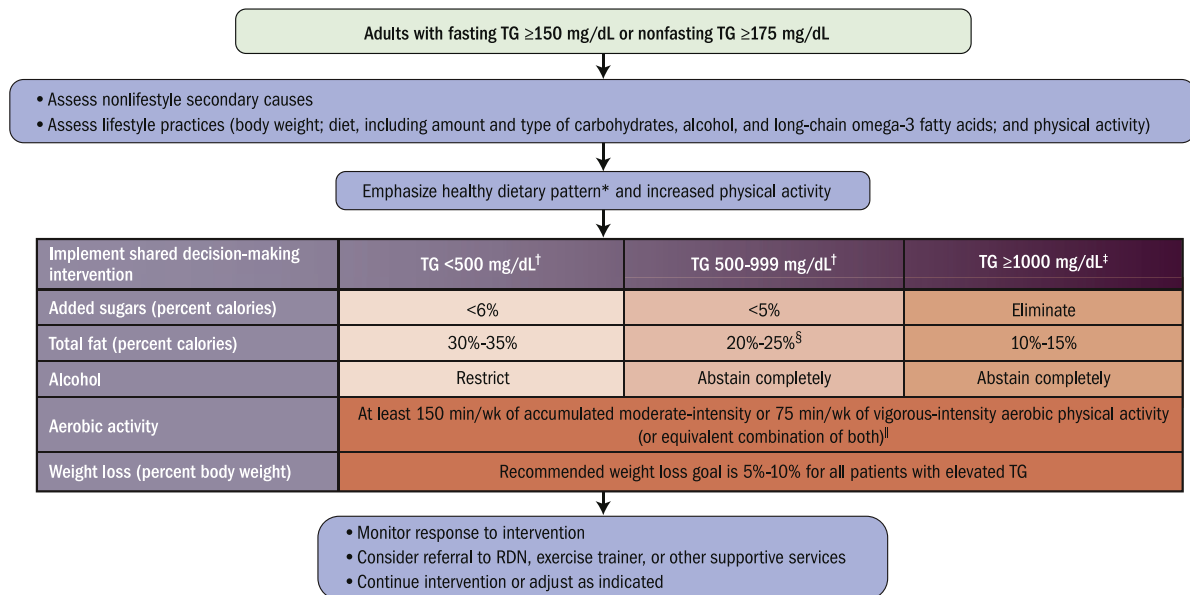 Adults with fasting TG ≥150 mg/dL or nonfasting TG ≥175 mg/dL
• Assess nonlifestyle secondary causes
• Assess lifestyle practices (body weight; diet, including amount and type of carbohydrates, alcohol, and long-chain omega-3 fatty acids; and physical activity)
Emphasize healthy dietary pattern* and increased physical activity
Implement shared decision-making
intervention
TG <500 mg/dL†
TG 500-999 mg/dL†
TG ≥1000 mg/dL‡
Added sugars (percent calories)
<6%
<5%
Eliminate
Total fat (percent calories)
30%-35%
20%-25%§
10%-15%
Alcohol
Restrict
Abstain completely
Abstain completely
Aerobic activity
At least 150 min/wk of accumulated moderate-intensity or 75 min/wk of vigorous-intensity aerobic physical activity
(or equivalent combination of both)‖
Weight loss (percent body weight)
Recommended weight loss goal is 5%-10% for all patients with elevated TG
• Monitor response to intervention
• Consider referral to RDN, exercise trainer, or other supportive services
• Continue intervention or adjust as indicated